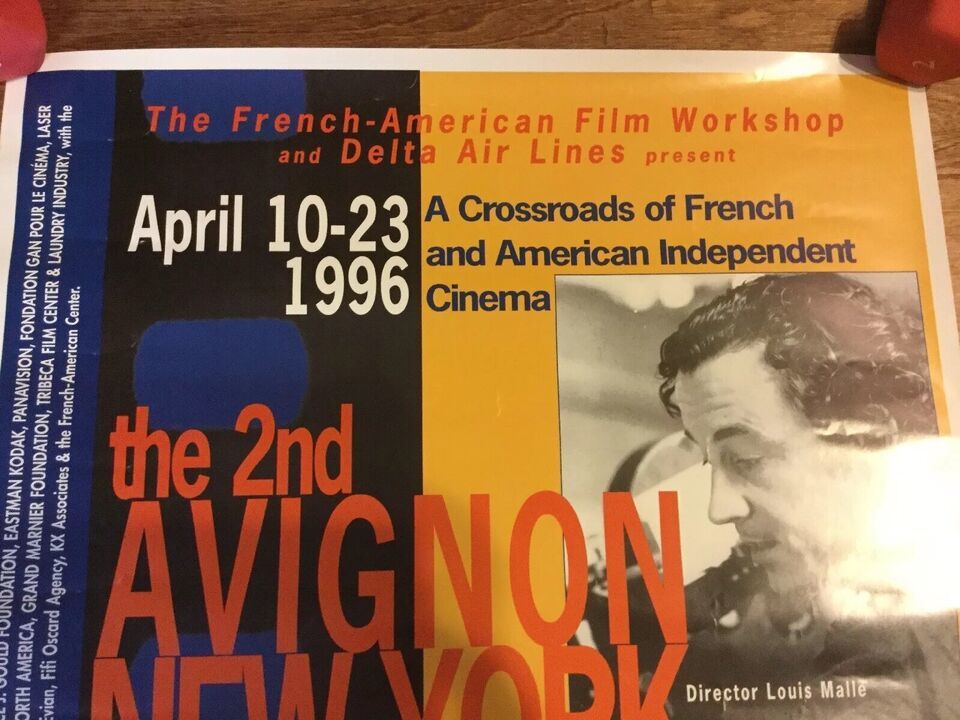 The French-American Film Workshop
and Delta Air Lines present
April 10-23
1996
A Crossroads of French
and American Independent
Cinema
the 2nd
AVIGNON
NEW YORK
Director Louis Malle
J. GOULD FOUNDATION, EASTMAN KODAK, PANAVISION, FONDATION GAN POUR LE CINÉMA, LASER
NORTH AMERICA, GRAND MARNIER FOUNDATION, TRIBECA FILM CENTER & LAUNDRY INDUSTRY, with the
Evian, Fifi Oscard Agency, KX Associates & the French-American Center.
2